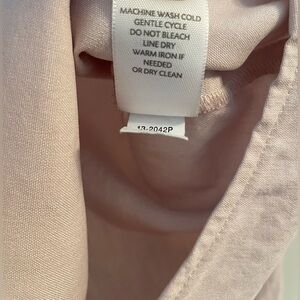 MACHINE WASH COLD
GENTLE CYCLE
DO NOT BLEACH
LINE DRY
WARM IRON IF
NEEDED
OR DRY CLEAN
13-2042P